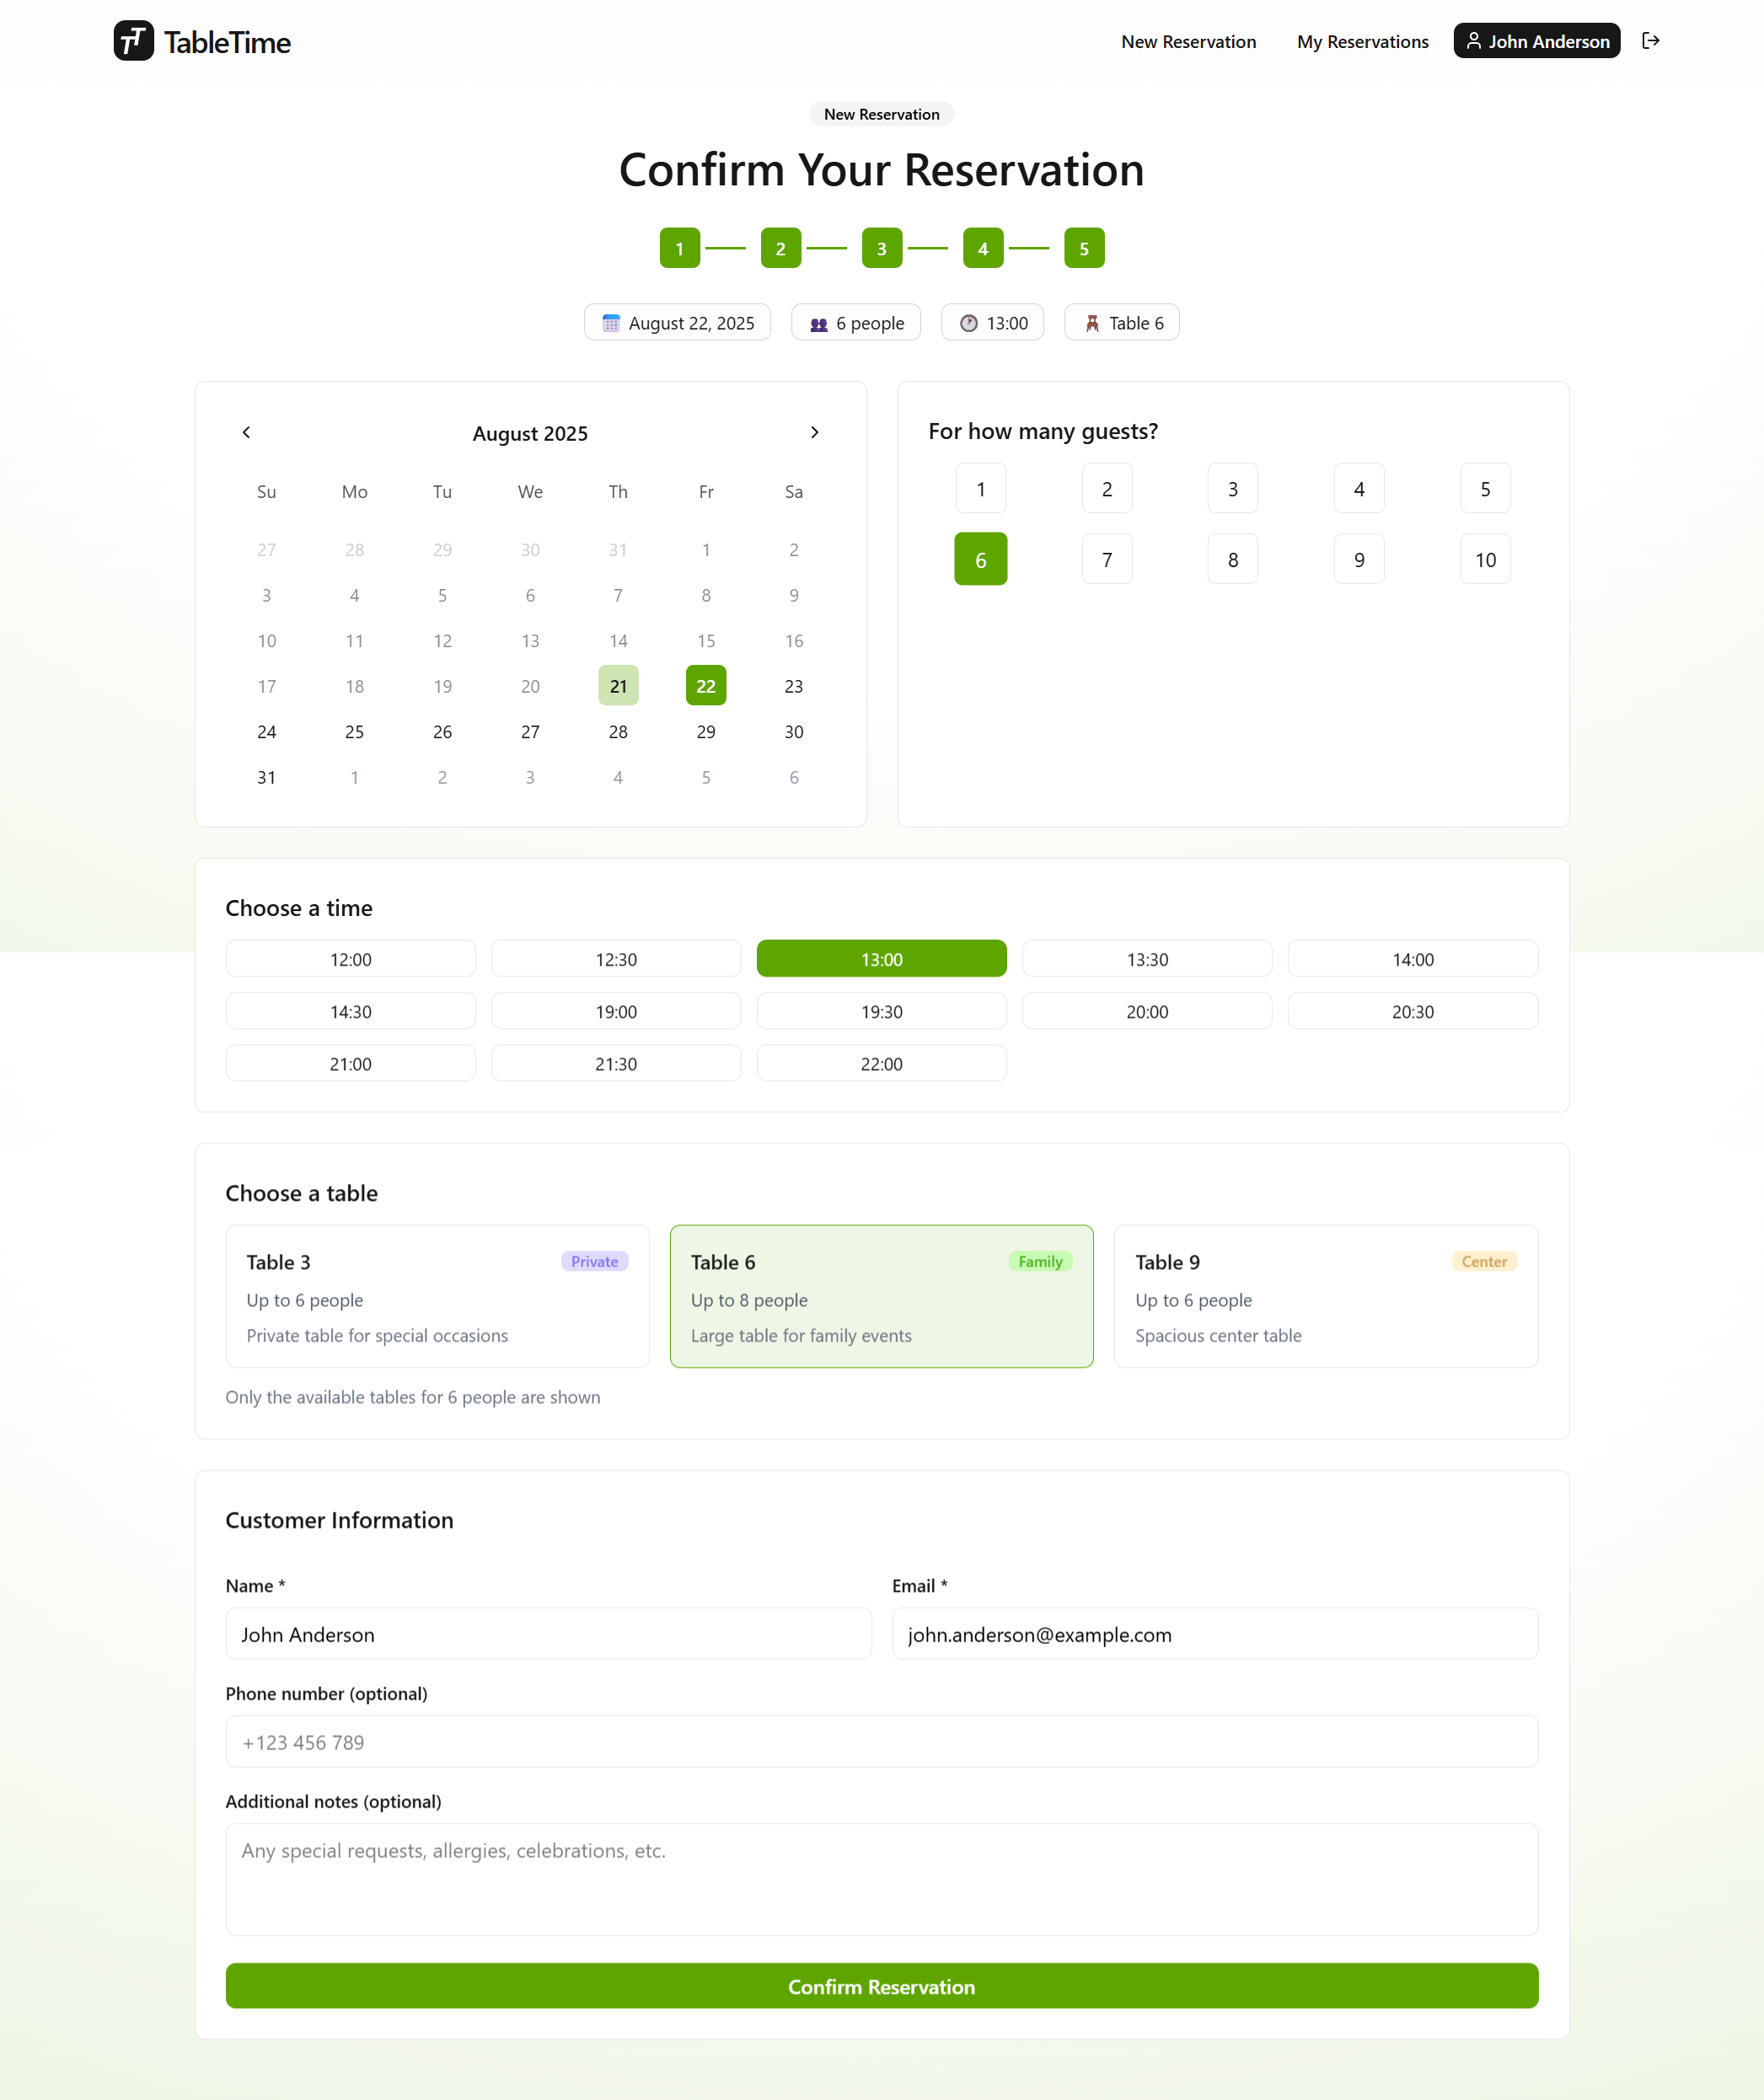 TT TableTime
New Reservation
My Reservations
John Anderson
New Reservation
Confirm Your Reservation
1 2 3 4 5
August 22, 2025
6 people
13:00
Table 6
August 2025
Su Mo Tu We Th Fr Sa
27 28 29 30 31 1 2
3 4 5 6 7 8 9
10 11 12 13 14 15 16
17 18 19 20 21 22 23
24 25 26 27 28 29 30
31 1 2 3 4 5 6
For how many guests?
1 2 3 4 5
6 7 8 9 10
Choose a time
12:00 12:30 13:00 13:30 14:00
14:30 19:00 19:30 20:00 20:30
21:00 21:30 22:00
Choose a table
Table 3 Private
Up to 6 people
Private table for special occasions
Table 6 Family
Up to 8 people
Large table for family events
Table 9 Center
Up to 6 people
Spacious center table
Only the available tables for 6 people are shown
Customer Information
Name *
John Anderson
Email *
john.anderson@example.com
Phone number (optional)
+123 456 789
Additional notes (optional)
Any special requests, allergies, celebrations, etc.
Confirm Reservation